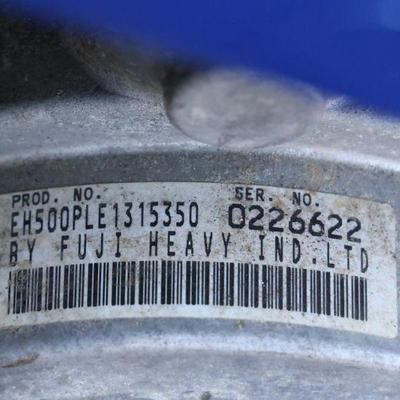 PROD. NO. SER. NO.
EH500PLE1315350 0226622
BY FUJI HEAVY IND.LTD